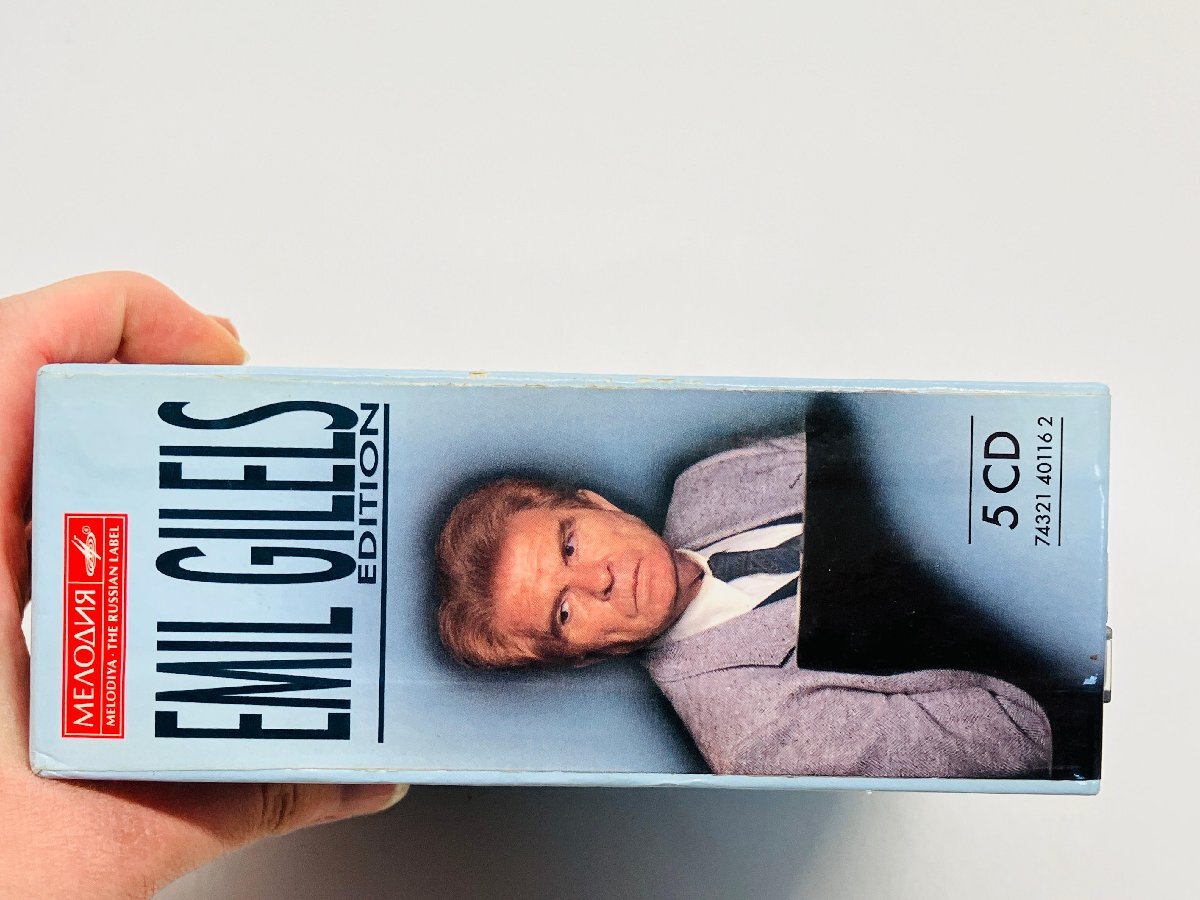 МЕЛОДИЯ ®
MELODIYA · THE RUSSIAN LABEL
EMIL GILELS
EDITION
5 CD
74321 40116 2